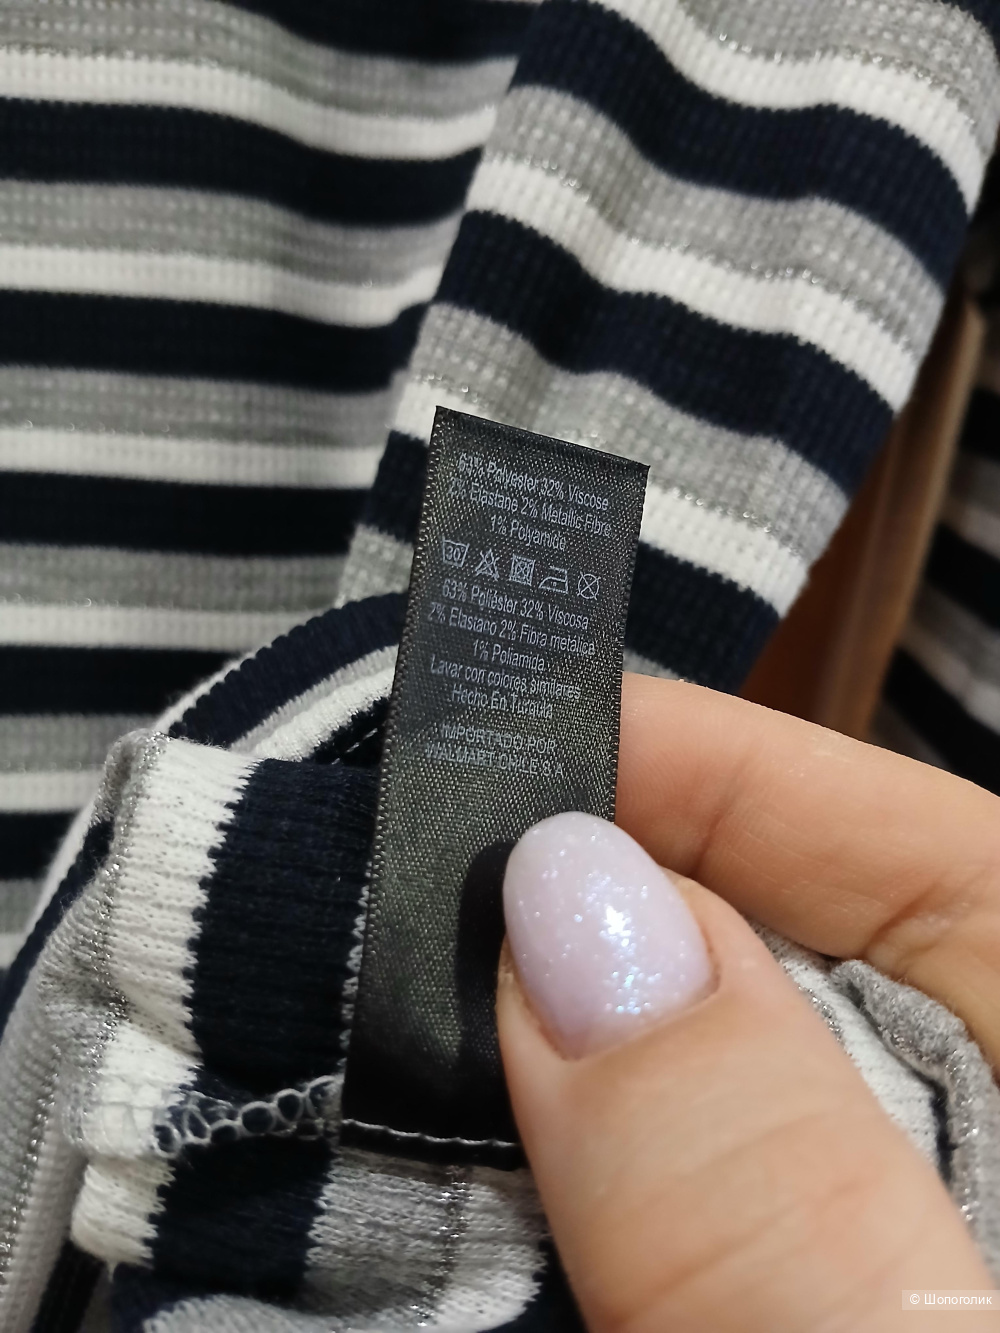 63% Polyester 32% Viscose
2% Elastane 2% Metallic Fibre
1% Polyamide
30
63% Poliéster 32% Viscosa
2% Elastano 2% Fibra metálica
1% Poliamida
Lavar con colores similares
Hecho En Turquía
IMPORTADO POR
WALMART CHILE S.A
© Шопоголик